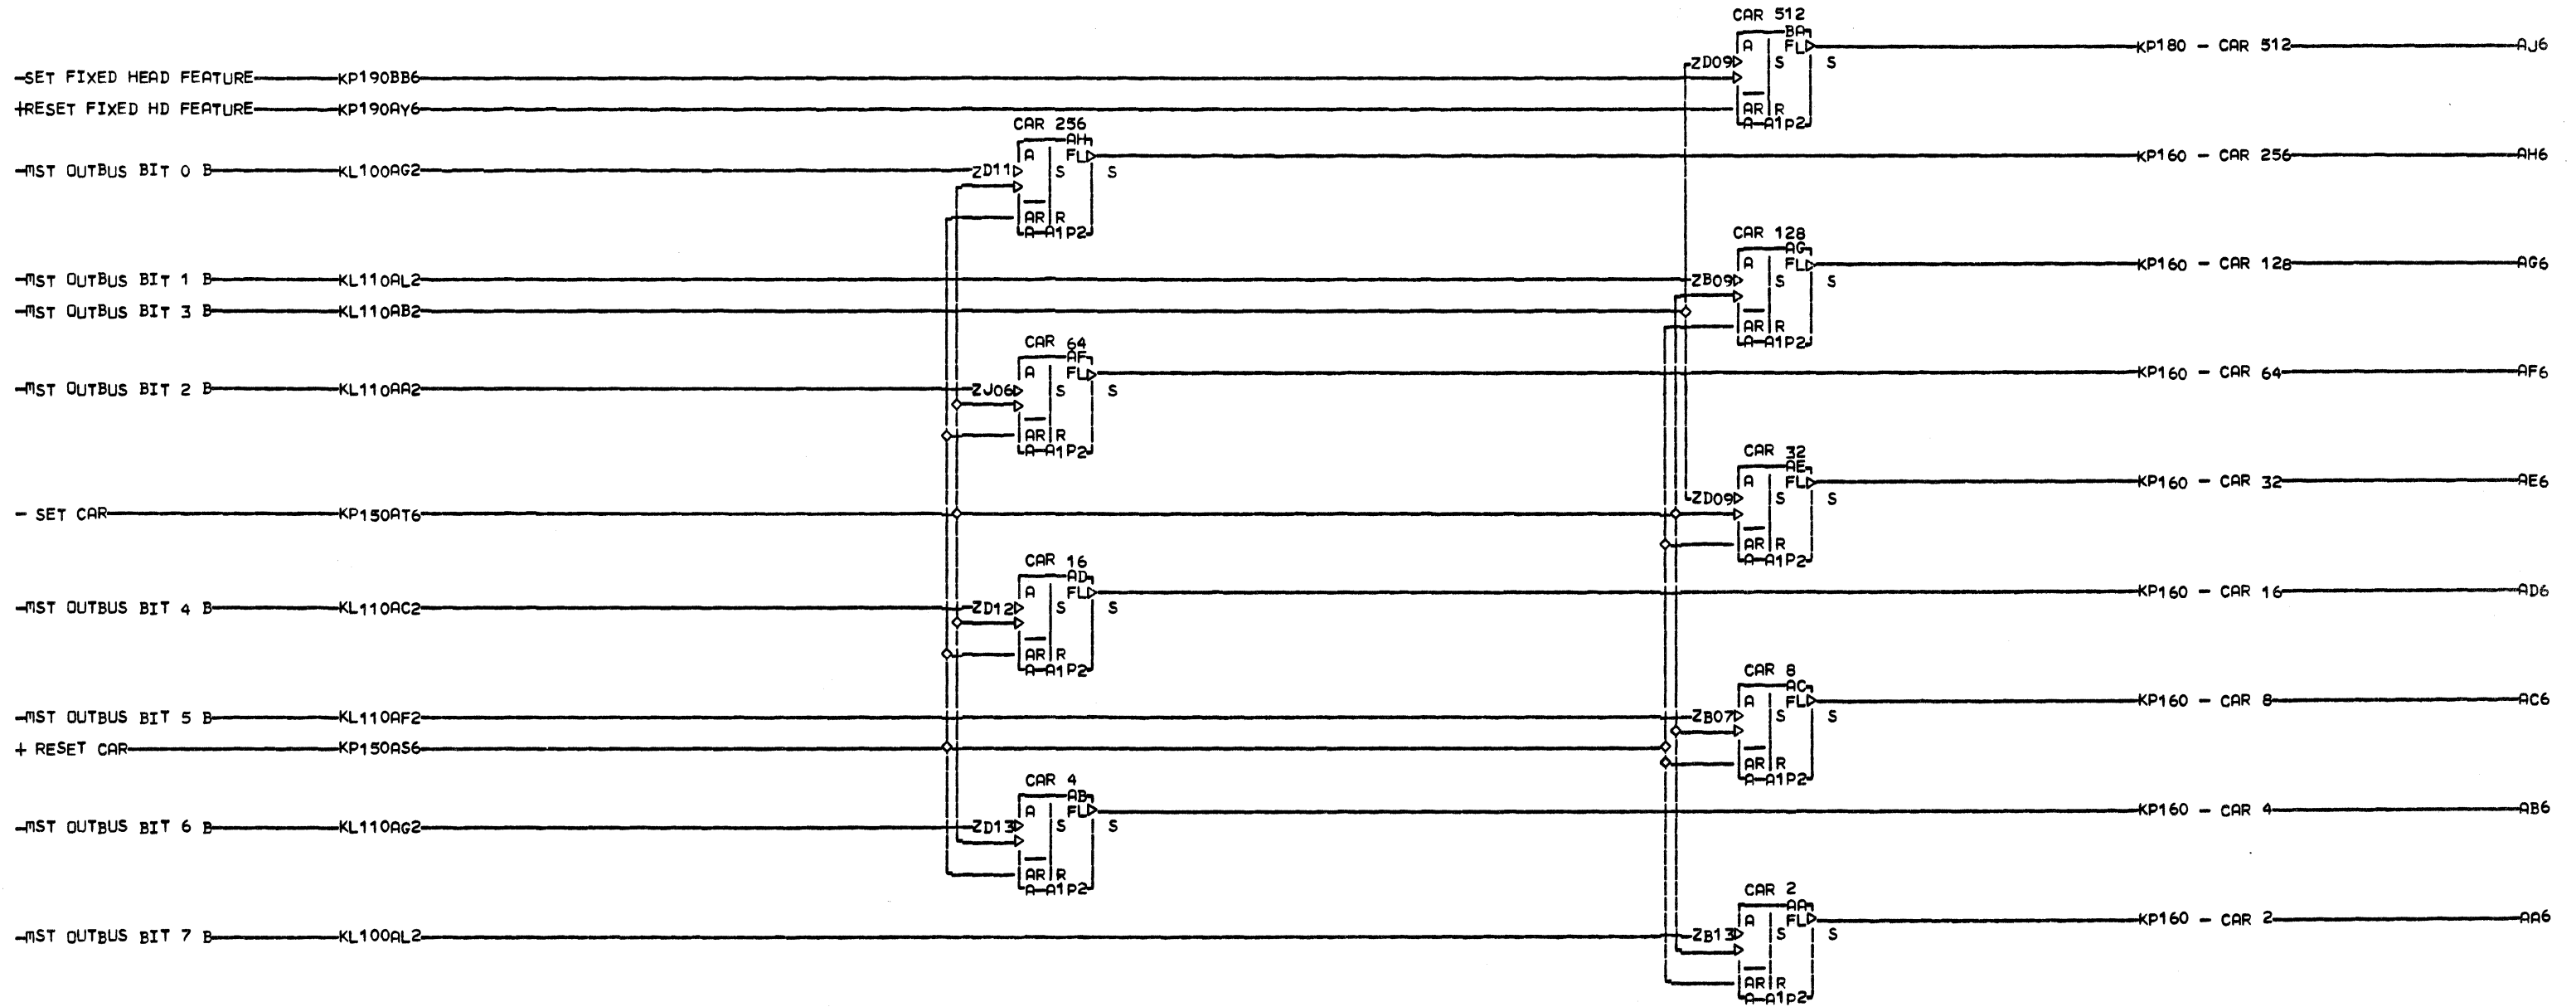 CAR 512
BA
A FL KP180 - CAR 512 AJ6
ZD09 S S
-SET FIXED HEAD FEATURE KP190BB6
+RESET FIXED HD FEATURE KP190AY6 AR R
A A1P2
CAR 256
AH
A FL KP160 - CAR 256 AH6
-MST OUTBUS BIT 0 B KL100AG2 ZD11 S S
AR R
A A1P2
CAR 128
AG
A FL KP160 - CAR 128 AG6
-MST OUTBUS BIT 1 B KL110AL2 ZB09 S S
-MST OUTBUS BIT 3 B KL110AB2
AR R
A A1P2
CAR 64
AF
A FL KP160 - CAR 64 AF6
-MST OUTBUS BIT 2 B KL110AA2 ZJ06 S S
AR R
A A1P2
CAR 32
AE
A FL KP160 - CAR 32 AE6
ZD09 S S
- SET CAR KP150AT6
AR R
A A1P2
CAR 16
AD
A FL KP160 - CAR 16 AD6
-MST OUTBUS BIT 4 B KL110AC2 ZD12 S S
AR R
A A1P2
CAR 8
AC
A FL KP160 - CAR 8 AC6
-MST OUTBUS BIT 5 B KL110AF2 ZB07 S S
+ RESET CAR KP150AS6
AR R
A A1P2
CAR 4
AB
A FL KP160 - CAR 4 AB6
-MST OUTBUS BIT 6 B KL110AG2 ZD13 S S
AR R
A A1P2
CAR 2
AA
A FL KP160 - CAR 2 AA6
-MST OUTBUS BIT 7 B KL100AL2 ZB13 S S
AR R
A A1P2